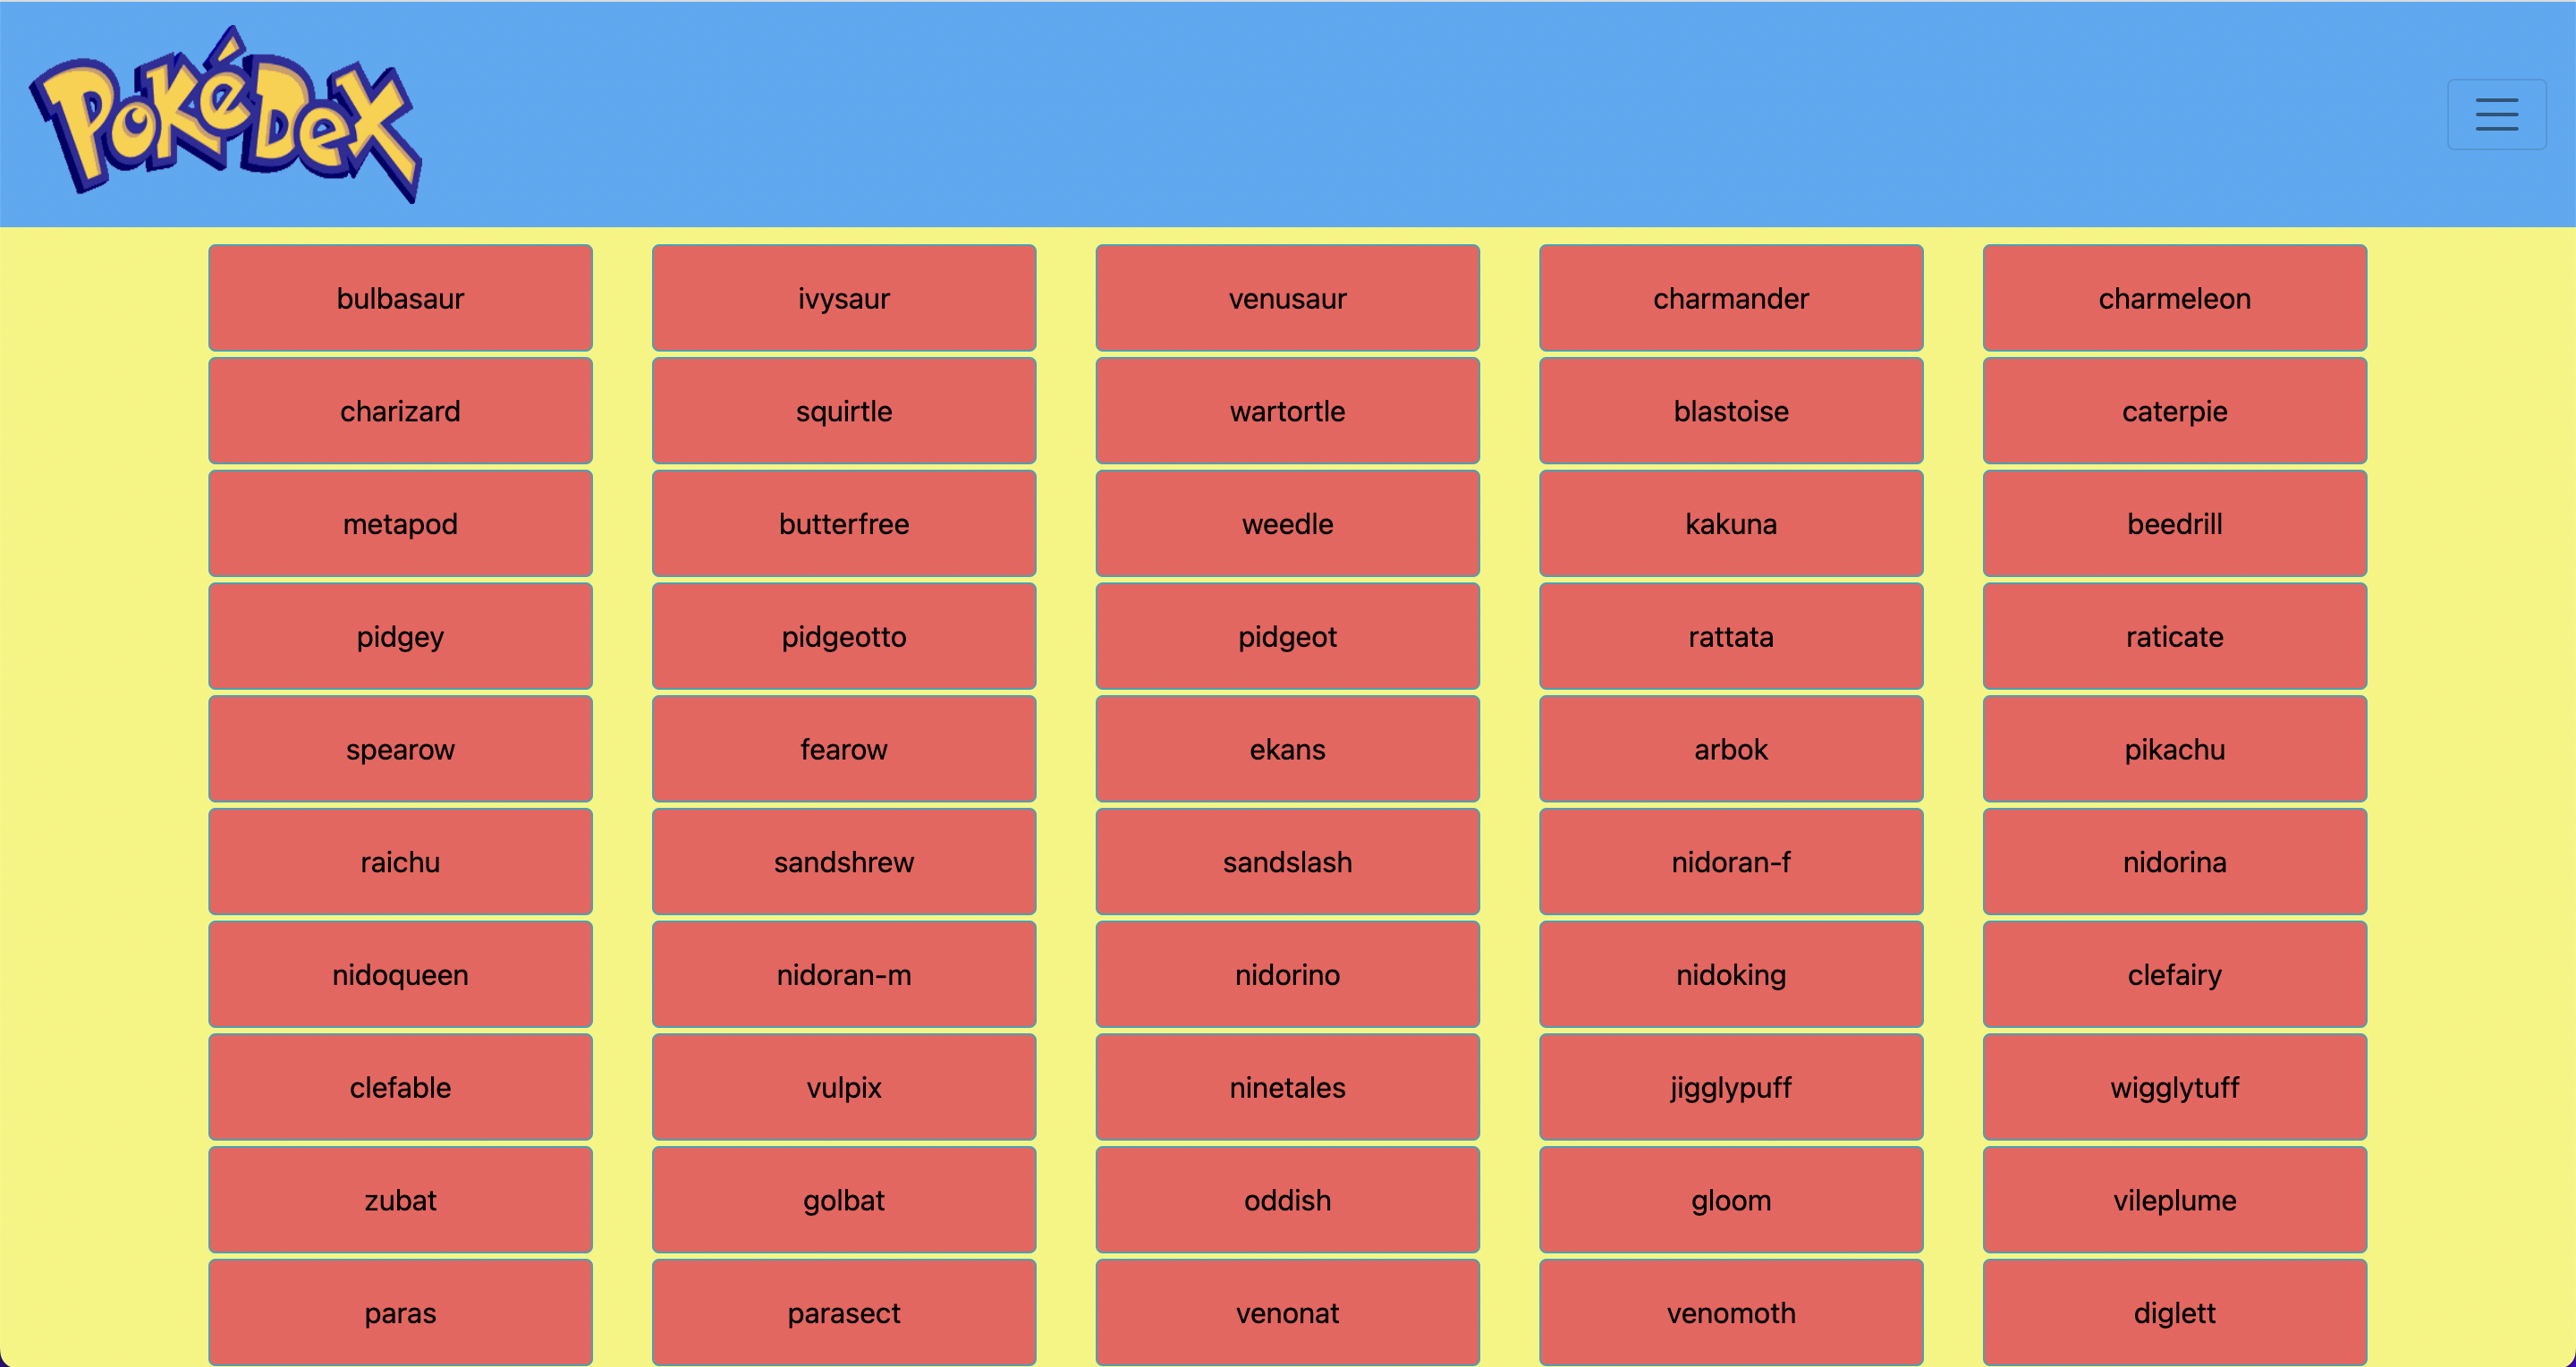 PoKéDex
bulbasaur ivysaur venusaur charmander charmeleon
charizard squirtle wartortle blastoise caterpie
metapod butterfree weedle kakuna beedrill
pidgey pidgeotto pidgeot rattata raticate
spearow fearow ekans arbok pikachu
raichu sandshrew sandslash nidoran-f nidorina
nidoqueen nidoran-m nidorino nidoking clefairy
clefable vulpix ninetales jigglypuff wigglytuff
zubat golbat oddish gloom vileplume
paras parasect venonat venomoth diglett